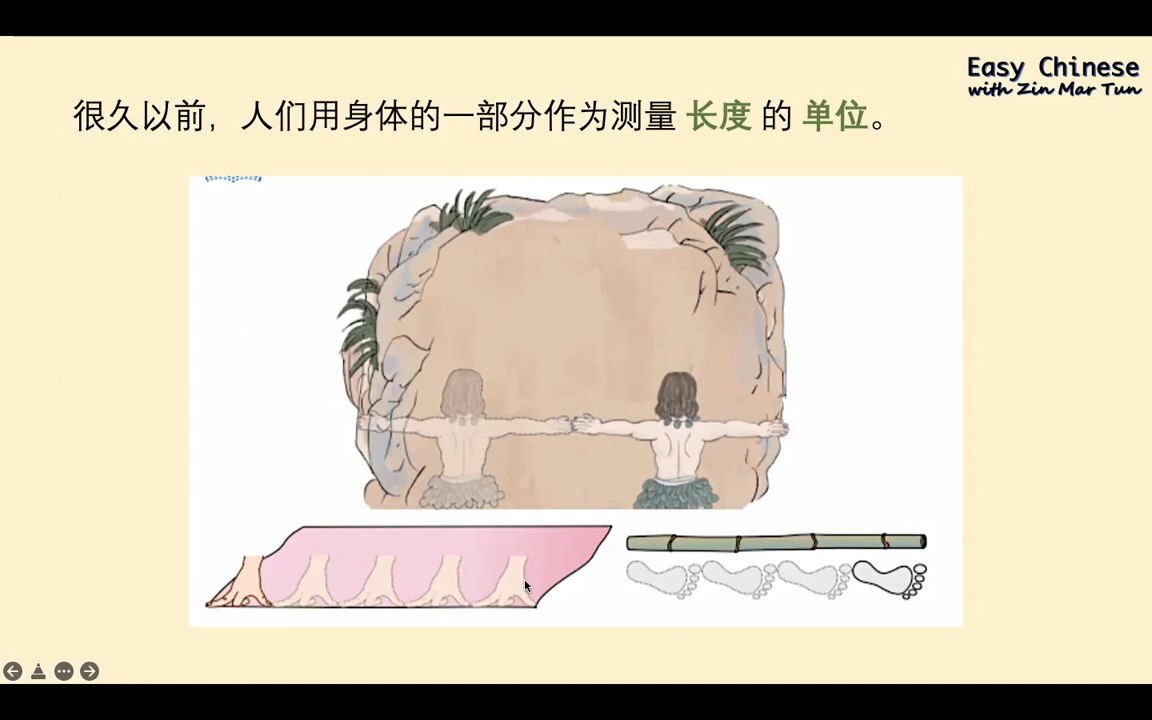 Easy Chinese
with Zin Mar Tun
很久以前，人们用身体的一部分作为测量 长度 的 单位。